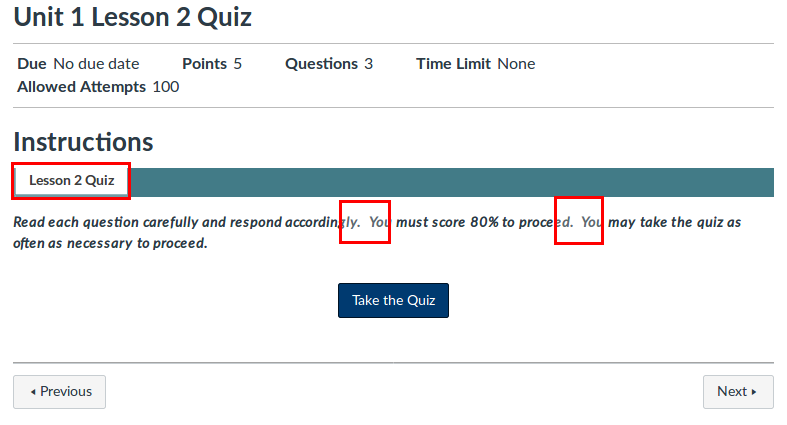 Unit 1 Lesson 2 Quiz
Due No due date Points 5 Questions 3 Time Limit None
Allowed Attempts 100
Instructions
Lesson 2 Quiz
Read each question carefully and respond accordingly.  You must score 80% to proceed.  You may take the quiz as
often as necessary to proceed.
Take the Quiz
Previous Next